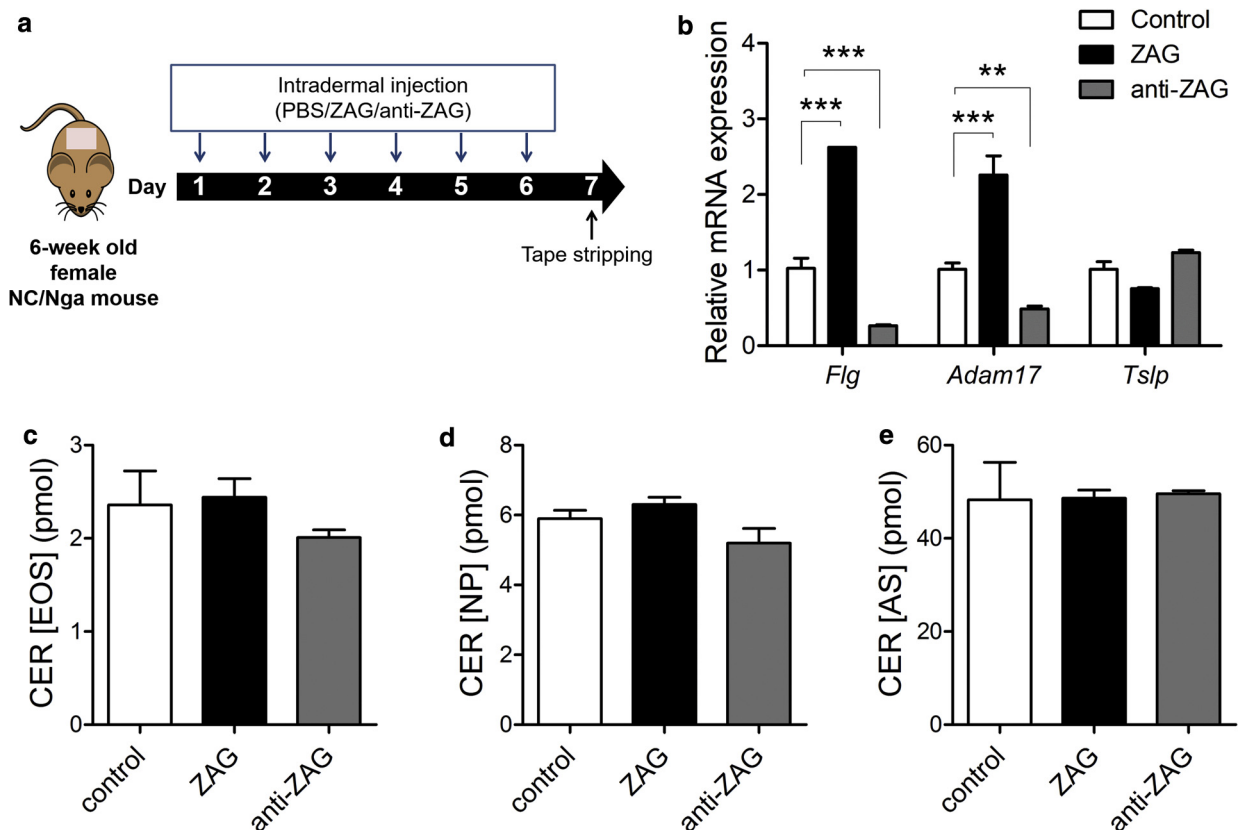 a
Intradermal injection
(PBS/ZAG/anti-ZAG)
Day 1 2 3 4 5 6 7
Tape stripping
6-week old
female
NC/Nga mouse
b
Control
ZAG
anti-ZAG
Relative mRNA expression
4
3
2
1
0
***
***
**
***
Flg
Adam17
Tslp
c
CER [EOS] (pmol)
3
2
1
0
control
ZAG
anti-ZAG
d
CER [NP] (pmol)
8
6
4
2
0
control
ZAG
anti-ZAG
e
CER [AS] (pmol)
60
40
20
0
control
ZAG
anti-ZAG